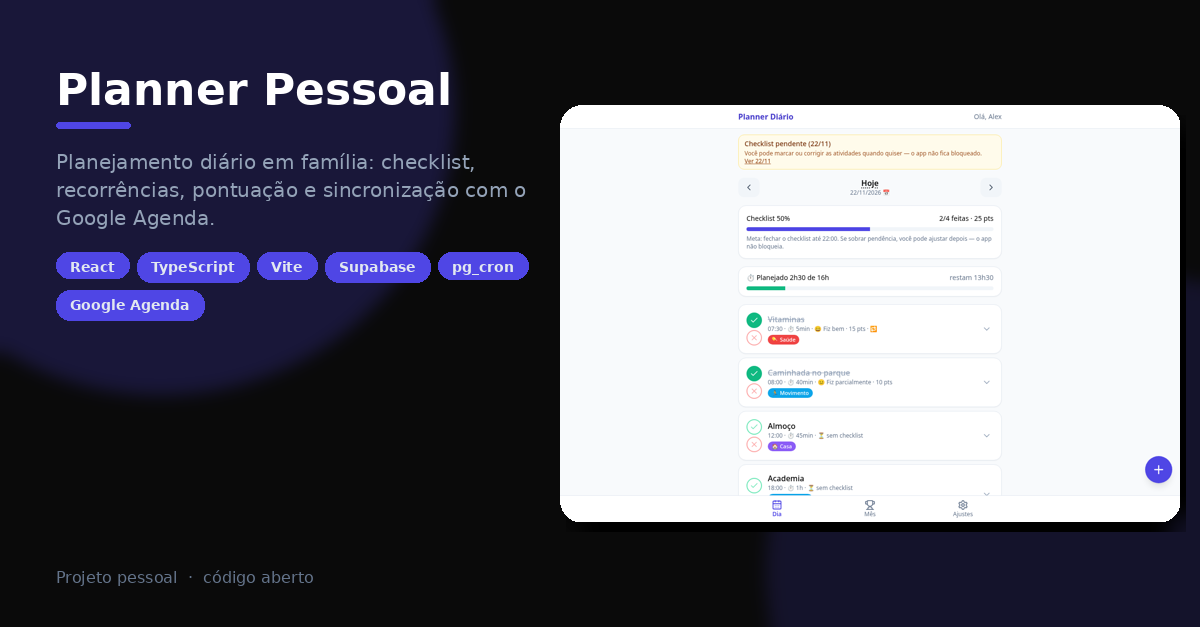 Planner Pessoal
Planejamento diário em família: checklist,
recorrências, pontuação e sincronização com o
Google Agenda.
React
TypeScript
Vite
Supabase
pg_cron
Google Agenda
Projeto pessoal · código aberto
Planner Diário
Olá, Alex
Checklist pendente (22/11)
Você pode marcar ou corrigir as atividades quando quiser — o app não fica bloqueado.
Ver 22/11
Hoje
22/11/2026 📅
Checklist 50%
2/4 feitas · 25 pts
Meta: fechar o checklist até 22:00. Se sobrar pendência, você pode ajustar depois — o app
não bloqueia.
⏱ Planejado 2h30 de 16h
restam 13h30
Vitaminas
07:30 · ⏱ 5min · 😄 Fiz bem · 15 pts · 🔁
💊 Saúde
Caminhada no parque
08:00 · ⏱ 40min · 😐 Fiz parcialmente · 10 pts
Movimento
Almoço
12:00 · ⏱ 45min · ⏳ sem checklist
🏠 Casa
Academia
18:00 · ⏱ 1h · ⏳ sem checklist
Dia
Mês
Ajustes